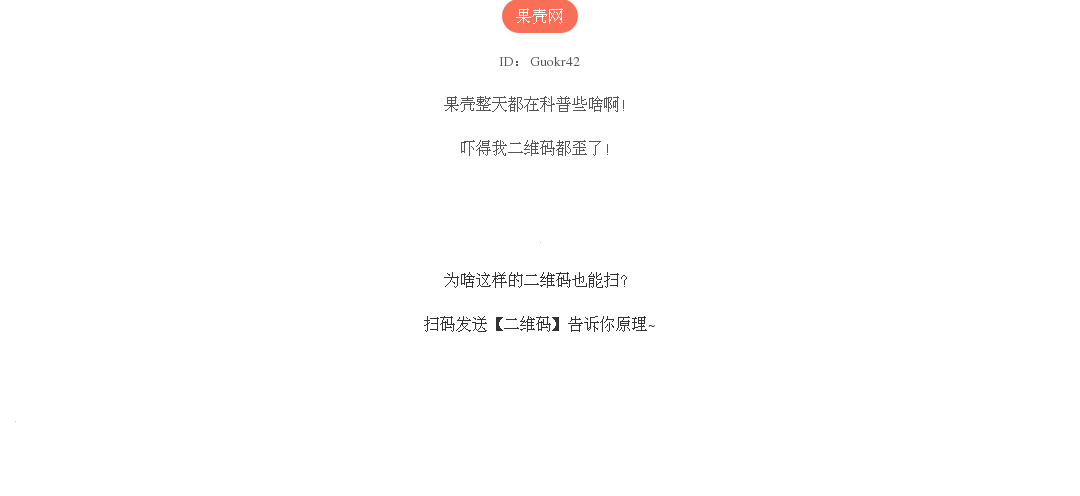 果壳网
ID： Guokr42
果壳整天都在科普些啥啊！
吓得我二维码都歪了！
为啥这样的二维码也能扫？
扫码发送【二维码】告诉你原理~